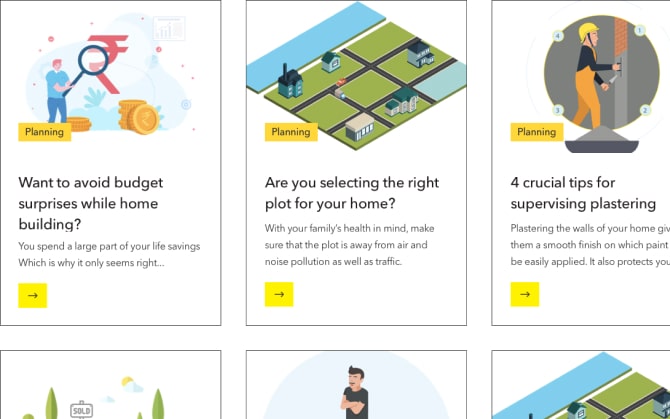 Planning
Want to avoid budget
surprises while home
building?
You spend a large part of your life savings
Which is why it only seems right...
→
Planning
Are you selecting the right
plot for your home?
With your family's health in mind, make
sure that the plot is away from air and
noise pollution as well as traffic.
→
4
1
3
2
Planning
4 crucial tips for
supervising plastering
Plastering the walls of your home giv
them a smooth finish on which paint
be easily applied. It also protects you
→
SOLD